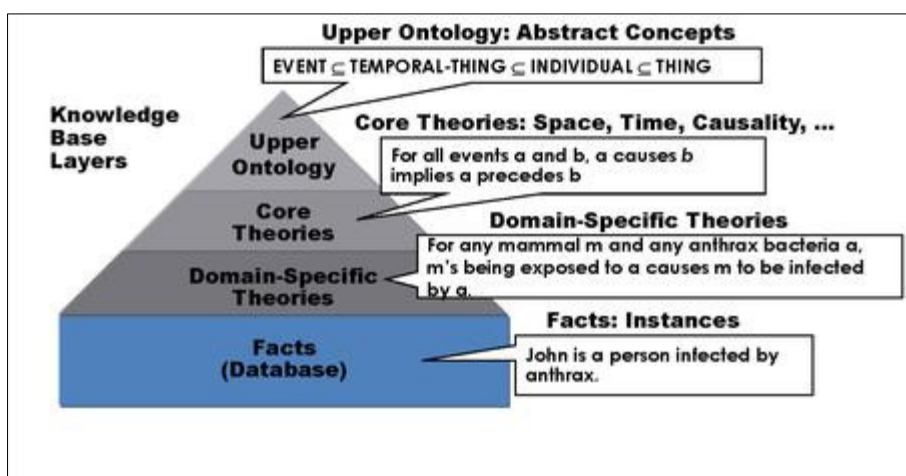 Upper Ontology: Abstract Concepts
EVENT ⊆ TEMPORAL-THING ⊆ INDIVIDUAL ⊆ THING
Knowledge
Base
Layers
Upper
Ontology
Core Theories: Space, Time, Causality, ...
For all events a and b, a causes b
implies a precedes b
Core
Theories
Domain-Specific Theories
For any mammal m and any anthrax bacteria a,
m's being exposed to a causes m to be infected
by a.
Domain-Specific
Theories
Facts: Instances
John is a person infected by
anthrax.
Facts
(Database)